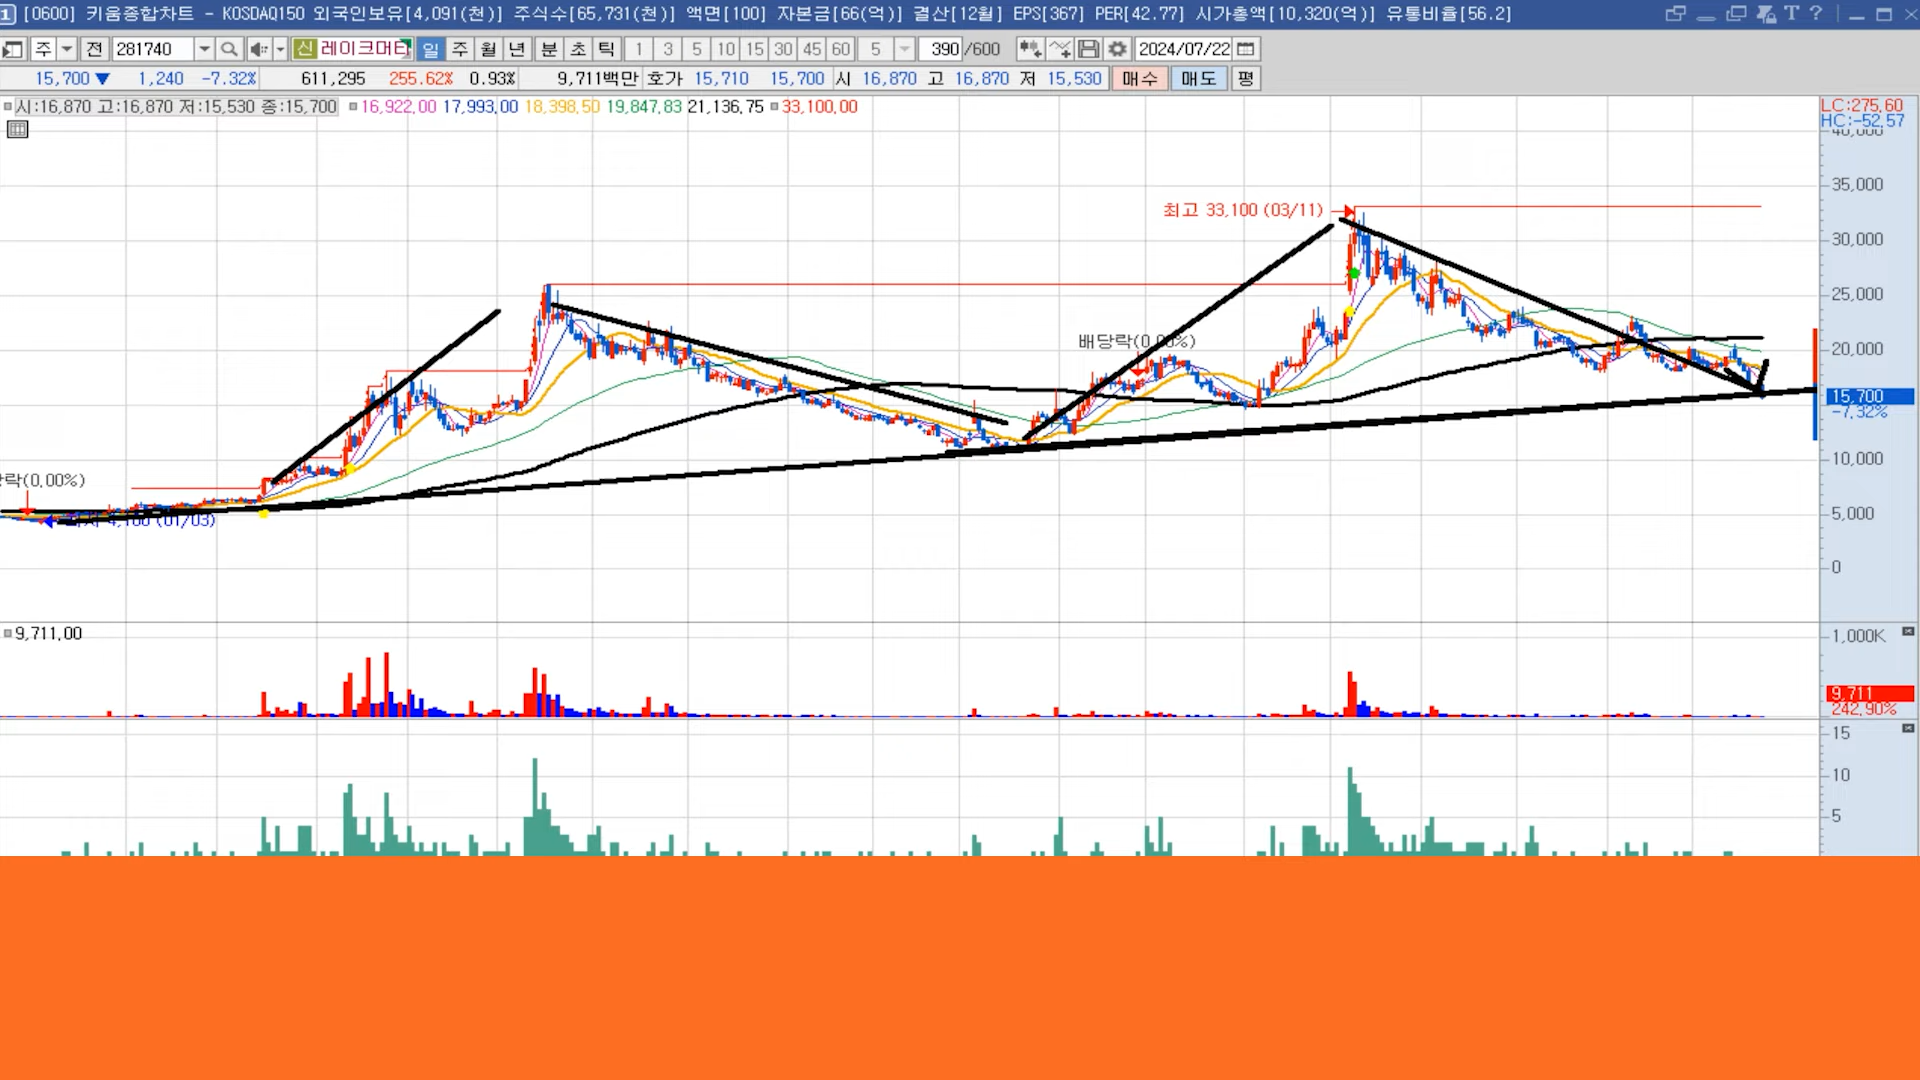 [0600] 키움종합차트 - KOSDAQ150 외국인보유[4,091(천)] 주식수[65,731(천)] 액면[100] 자본금[66(억)] 결산[12월] EPS[367] PER[42.77] 시가총액[10,320(억)] 유통비율[56.2]
주 전 281740 신 레이크머티 일 주 월 년 분 초 틱 1 3 5 10 15 30 45 60 5 390 /600 2024/07/22
15,700 ▼ 1,240 -7.32% 611,295 255.62% 0.93% 9,711백만 호가 15,710 15,700 시 16,870 고 16,870 저 15,530 매수 매도 평
시:16,870 고:16,870 저:15,530 종:15,700 16,922.00 17,993.00 18,398.50 19,847.83 21,136.75 33,100.00
LC:275.60
HC:-52.57
40,000
35,000
최고 33,100 (03/11)
30,000
25,000
배당락(0.00%)
20,000
15,700
-7.32%
10,000
락(0.00%)
5,000
4,180 (01/03)
0
9,711.00
1,000K
9,711
242.90%
15
10
5